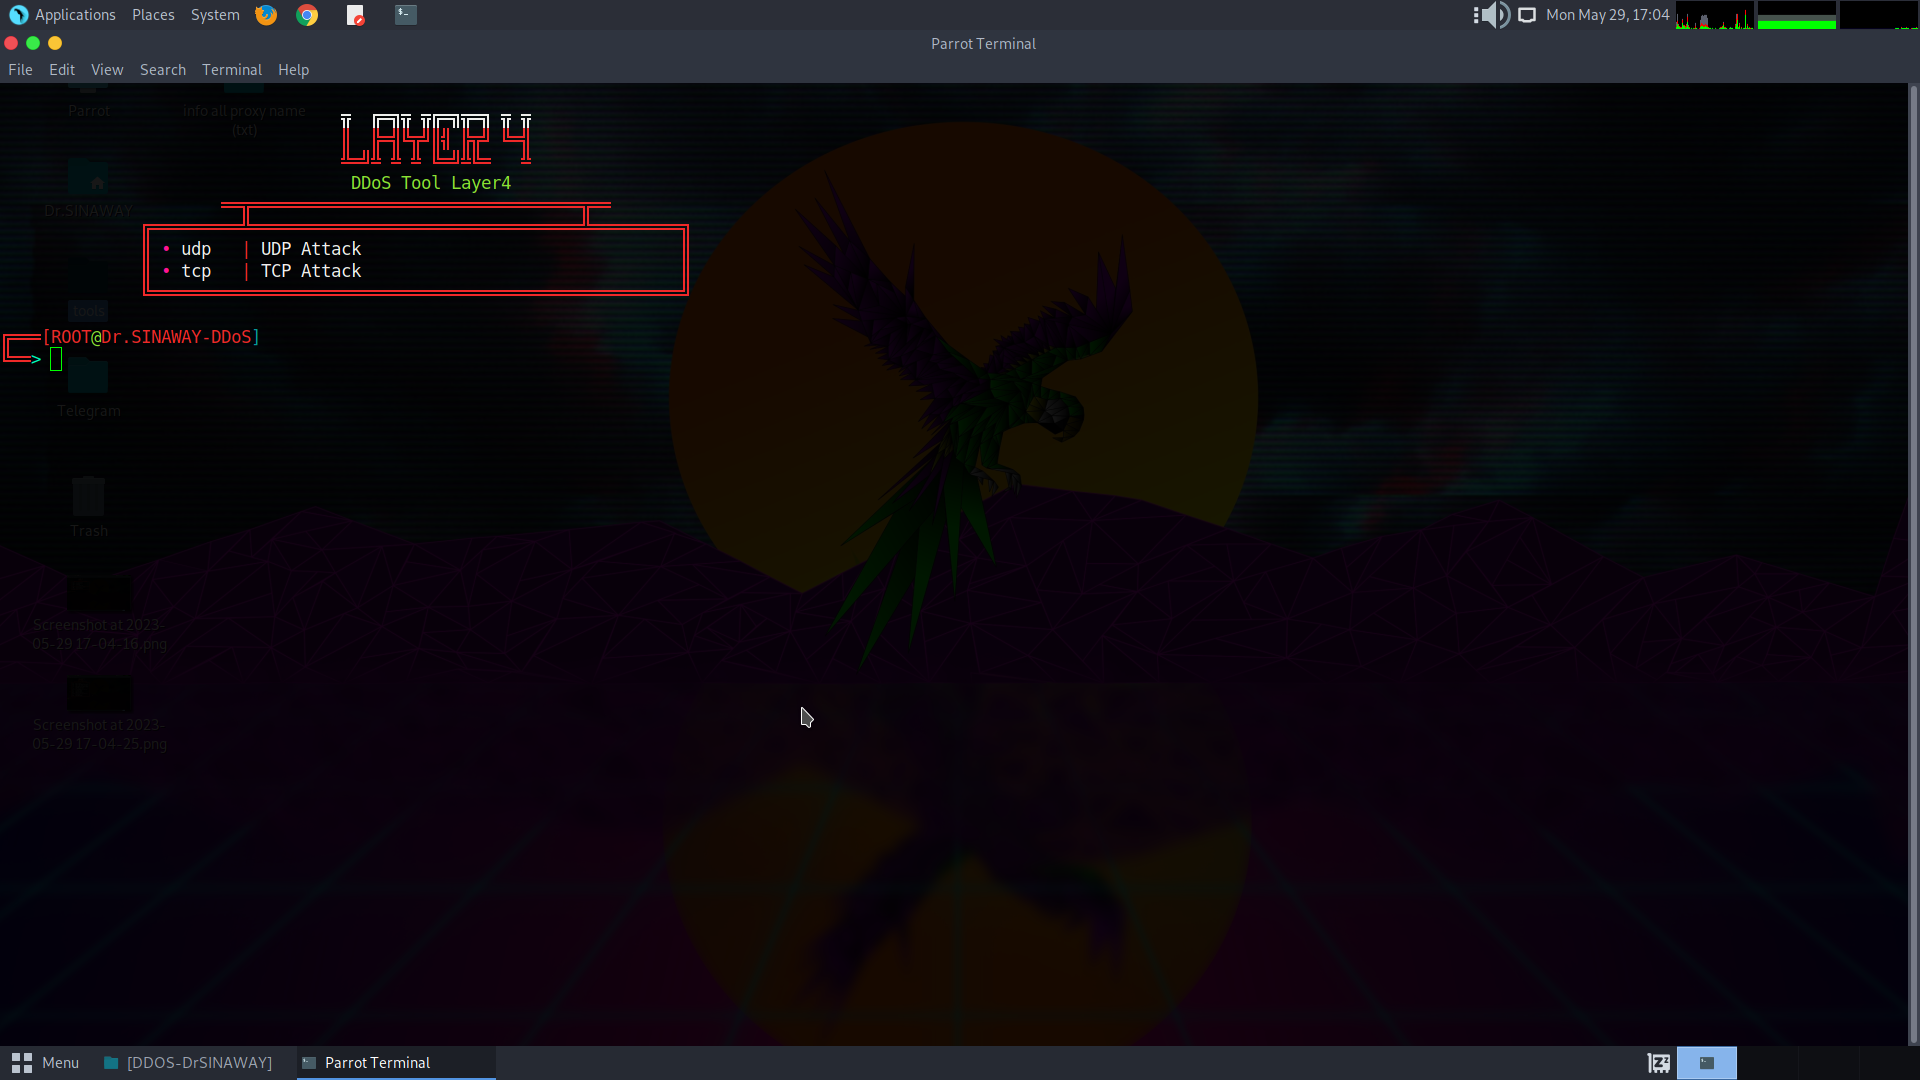 Applications Places System Mon May 29, 17:04
Parrot Terminal
File Edit View Search Terminal Help
Parrot
info all proxy name
(txt)
LAYER 4
DDoS Tool Layer4
• udp | UDP Attack
• tcp | TCP Attack
Dr.SINAWAY
tools
[ROOT@Dr.SINAWAY-DDoS]
>
Telegram
Trash
Screenshot at 2023-
05-29 17-04-16.png
Screenshot at 2023-
05-29 17-04-25.png
Menu [DDOS-DrSINAWAY] Parrot Terminal